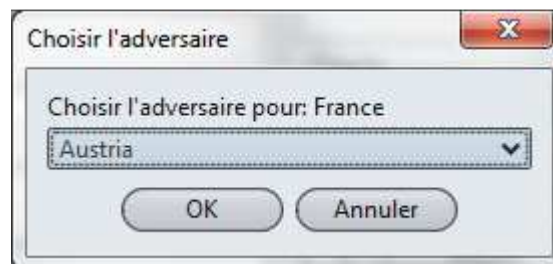 Choisir l'adversaire
Choisir l'adversaire pour: France
Austria
OK Annuler